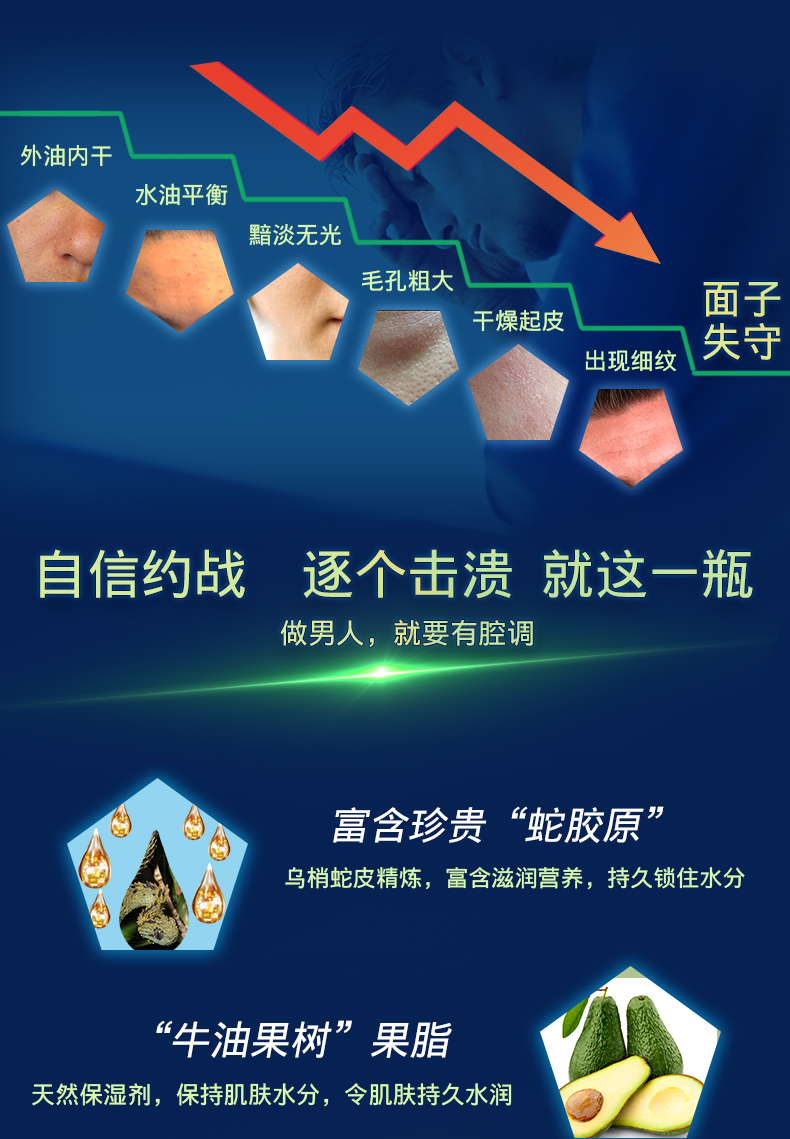 外油内干
水油平衡
黯淡无光
毛孔粗大
干燥起皮
出现细纹
面子
失守
自信约战 逐个击溃 就这一瓶
做男人，就要有腔调
富含珍贵“蛇胶原”
乌梢蛇皮精炼，富含滋润营养，持久锁住水分
“牛油果树”果脂
天然保湿剂，保持肌肤水分，令肌肤持久水润